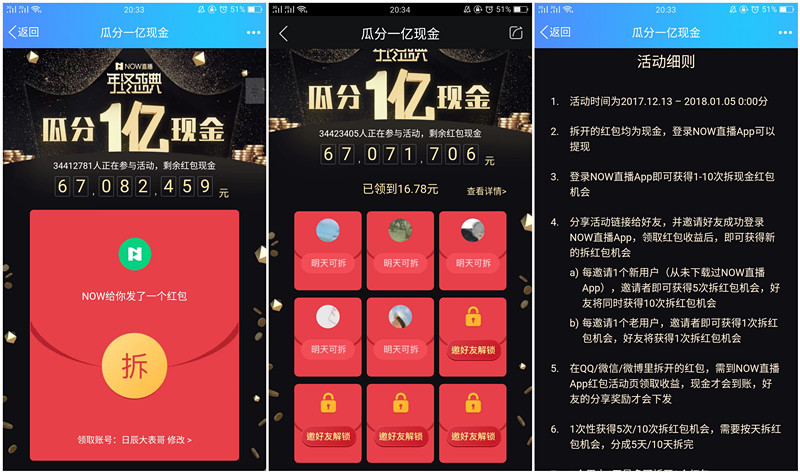 20:33
51%
返回
瓜分一亿现金
NOW直播
年终盛典
瓜分1亿现金
34412781人正在参与活动，剩余红包现金
67,082,459元
NOW给你发了一个红包
拆
领取账号：日辰大表哥 修改 >
20:34
51%
瓜分一亿现金
瓜分1亿现金
34423405人正在参与活动，剩余红包现金
67,071,706元
已领到16.78元
查看详情>
明天可拆
明天可拆
明天可拆
明天可拆
明天可拆
邀好友解锁
邀好友解锁
邀好友解锁
邀好友解锁
20:33
51%
返回
瓜分一亿现金
活动细则
1. 活动时间为2017.12.13 – 2018.01.05 0:00分
2. 拆开的红包均为现金，登录NOW直播App可以
提现
3. 登录NOW直播App即可获得1-10次拆现金红包
机会
4. 分享活动链接给好友，并邀请好友成功登录
NOW直播App，领取红包收益后，即可获得新
的拆红包机会
a) 每邀请1个新用户（从未下载过NOW直播
App），邀请者即可获得5次拆红包机会，好
友将同时获得10次拆红包机会
b) 每邀请1个老用户，邀请者即可获得1次拆红
包机会，好友将获得1次拆红包机会
5. 在QQ/微信/微博里拆开的红包，需到NOW直播
App红包活动页领取收益，现金才会到账，好
友的分享奖励才会下发
6. 1次性获得5次/10次拆红包机会，需要按天拆红
包机会，分成5天/10天拆完